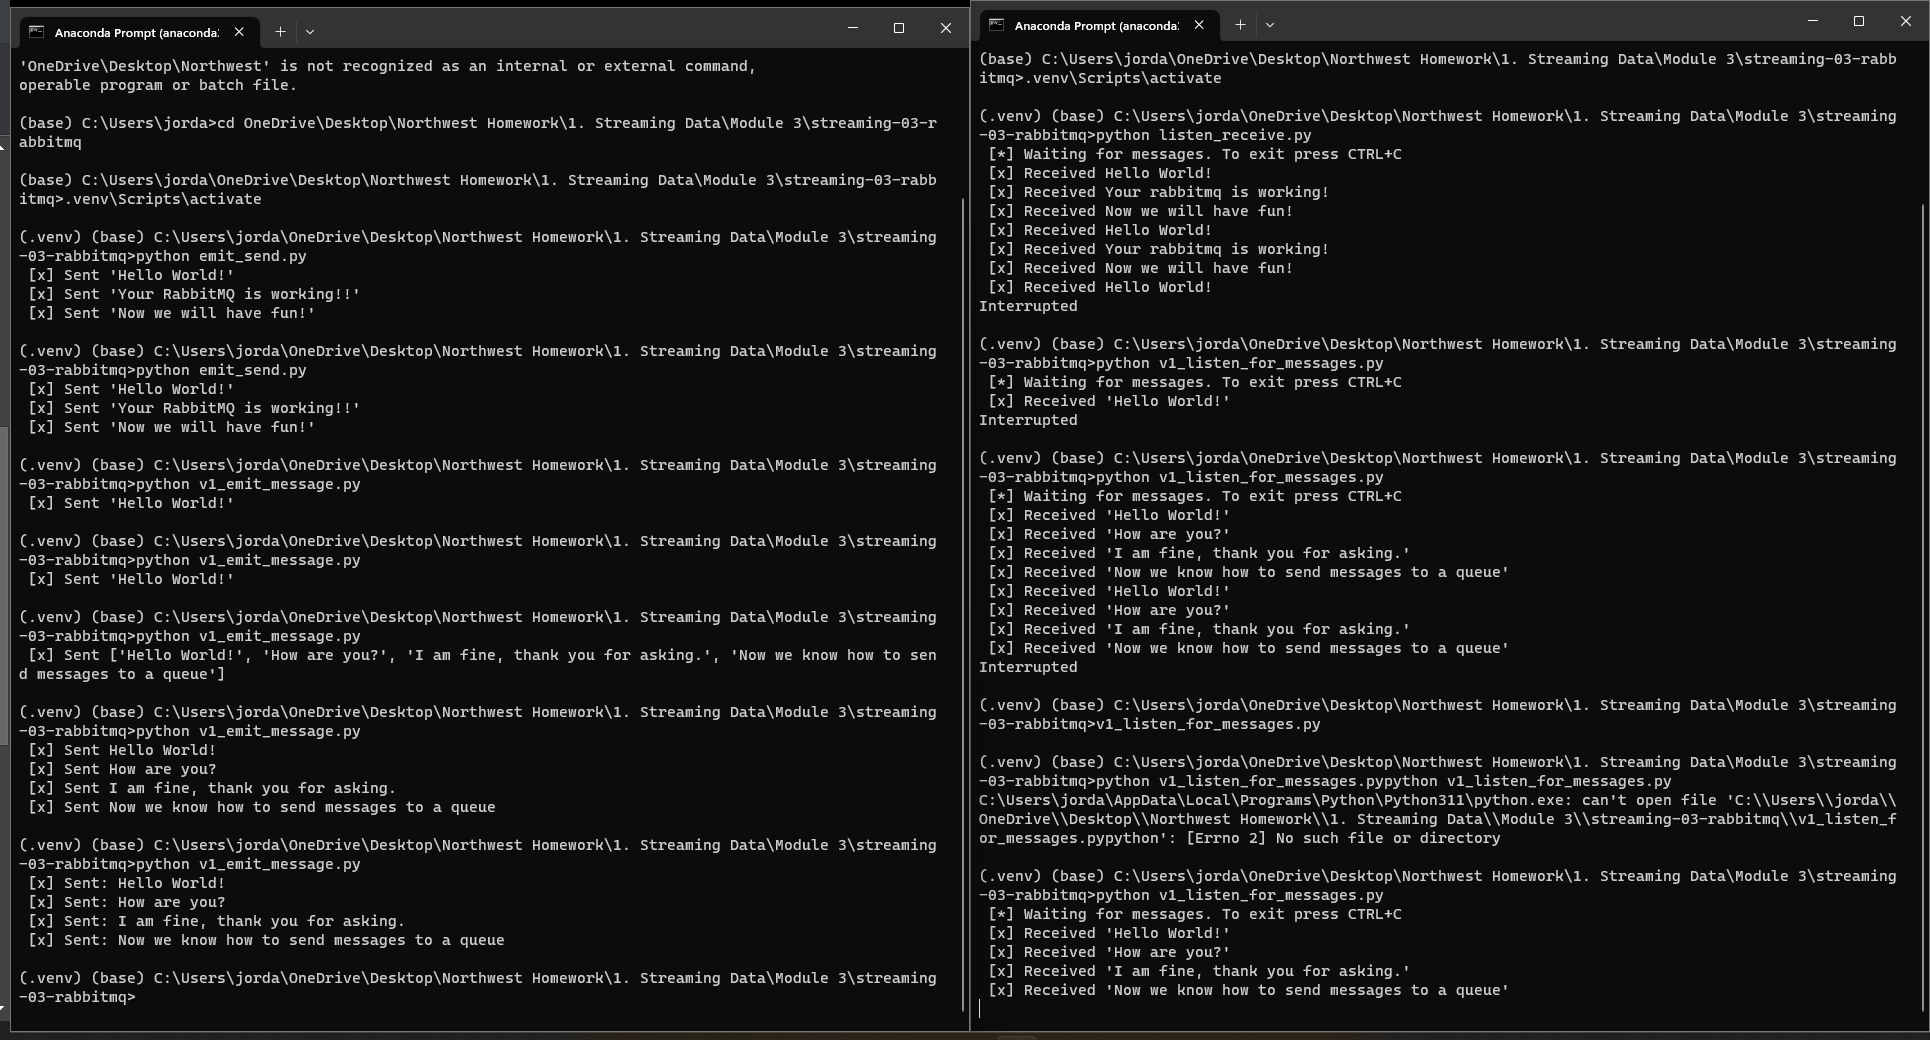 Anaconda Prompt (anaconda:
'OneDrive\Desktop\Northwest' is not recognized as an internal or external command,
operable program or batch file.
(base) C:\Users\jorda>cd OneDrive\Desktop\Northwest Homework\1. Streaming Data\Module 3\streaming-03-r
abbitmq
(base) C:\Users\jorda\OneDrive\Desktop\Northwest Homework\1. Streaming Data\Module 3\streaming-03-rabb
itmq>.venv\Scripts\activate
(.venv) (base) C:\Users\jorda\OneDrive\Desktop\Northwest Homework\1. Streaming Data\Module 3\streaming
-03-rabbitmq>python emit_send.py
[x] Sent 'Hello World!'
[x] Sent 'Your RabbitMQ is working!!'
[x] Sent 'Now we will have fun!'
(.venv) (base) C:\Users\jorda\OneDrive\Desktop\Northwest Homework\1. Streaming Data\Module 3\streaming
-03-rabbitmq>python emit_send.py
[x] Sent 'Hello World!'
[x] Sent 'Your RabbitMQ is working!!'
[x] Sent 'Now we will have fun!'
(.venv) (base) C:\Users\jorda\OneDrive\Desktop\Northwest Homework\1. Streaming Data\Module 3\streaming
-03-rabbitmq>python v1_emit_message.py
[x] Sent 'Hello World!'
(.venv) (base) C:\Users\jorda\OneDrive\Desktop\Northwest Homework\1. Streaming Data\Module 3\streaming
-03-rabbitmq>python v1_emit_message.py
[x] Sent 'Hello World!'
(.venv) (base) C:\Users\jorda\OneDrive\Desktop\Northwest Homework\1. Streaming Data\Module 3\streaming
-03-rabbitmq>python v1_emit_message.py
[x] Sent ['Hello World!', 'How are you?', 'I am fine, thank you for asking.', 'Now we know how to sen
d messages to a queue']
(.venv) (base) C:\Users\jorda\OneDrive\Desktop\Northwest Homework\1. Streaming Data\Module 3\streaming
-03-rabbitmq>python v1_emit_message.py
[x] Sent Hello World!
[x] Sent How are you?
[x] Sent I am fine, thank you for asking.
[x] Sent Now we know how to send messages to a queue
(.venv) (base) C:\Users\jorda\OneDrive\Desktop\Northwest Homework\1. Streaming Data\Module 3\streaming
-03-rabbitmq>python v1_emit_message.py
[x] Sent: Hello World!
[x] Sent: How are you?
[x] Sent: I am fine, thank you for asking.
[x] Sent: Now we know how to send messages to a queue
(.venv) (base) C:\Users\jorda\OneDrive\Desktop\Northwest Homework\1. Streaming Data\Module 3\streaming
-03-rabbitmq>
Anaconda Prompt (anaconda:
(base) C:\Users\jorda\OneDrive\Desktop\Northwest Homework\1. Streaming Data\Module 3\streaming-03-rabb
itmq>.venv\Scripts\activate
(.venv) (base) C:\Users\jorda\OneDrive\Desktop\Northwest Homework\1. Streaming Data\Module 3\streaming
-03-rabbitmq>python listen_receive.py
[*] Waiting for messages. To exit press CTRL+C
[x] Received Hello World!
[x] Received Your rabbitmq is working!
[x] Received Now we will have fun!
[x] Received Hello World!
[x] Received Your rabbitmq is working!
[x] Received Now we will have fun!
[x] Received Hello World!
Interrupted
(.venv) (base) C:\Users\jorda\OneDrive\Desktop\Northwest Homework\1. Streaming Data\Module 3\streaming
-03-rabbitmq>python v1_listen_for_messages.py
[*] Waiting for messages. To exit press CTRL+C
[x] Received 'Hello World!'
Interrupted
(.venv) (base) C:\Users\jorda\OneDrive\Desktop\Northwest Homework\1. Streaming Data\Module 3\streaming
-03-rabbitmq>python v1_listen_for_messages.py
[*] Waiting for messages. To exit press CTRL+C
[x] Received 'Hello World!'
[x] Received 'How are you?'
[x] Received 'I am fine, thank you for asking.'
[x] Received 'Now we know how to send messages to a queue'
[x] Received 'Hello World!'
[x] Received 'How are you?'
[x] Received 'I am fine, thank you for asking.'
[x] Received 'Now we know how to send messages to a queue'
Interrupted
(.venv) (base) C:\Users\jorda\OneDrive\Desktop\Northwest Homework\1. Streaming Data\Module 3\streaming
-03-rabbitmq>v1_listen_for_messages.py
(.venv) (base) C:\Users\jorda\OneDrive\Desktop\Northwest Homework\1. Streaming Data\Module 3\streaming
-03-rabbitmq>python v1_listen_for_messages.pypython v1_listen_for_messages.py
C:\Users\jorda\AppData\Local\Programs\Python\Python311\python.exe: can't open file 'C:\\Users\\jorda\\
OneDrive\\Desktop\\Northwest Homework\\1. Streaming Data\\Module 3\\streaming-03-rabbitmq\\v1_listen_f
or_messages.pypython': [Errno 2] No such file or directory
(.venv) (base) C:\Users\jorda\OneDrive\Desktop\Northwest Homework\1. Streaming Data\Module 3\streaming
-03-rabbitmq>python v1_listen_for_messages.py
[*] Waiting for messages. To exit press CTRL+C
[x] Received 'Hello World!'
[x] Received 'How are you?'
[x] Received 'I am fine, thank you for asking.'
[x] Received 'Now we know how to send messages to a queue'